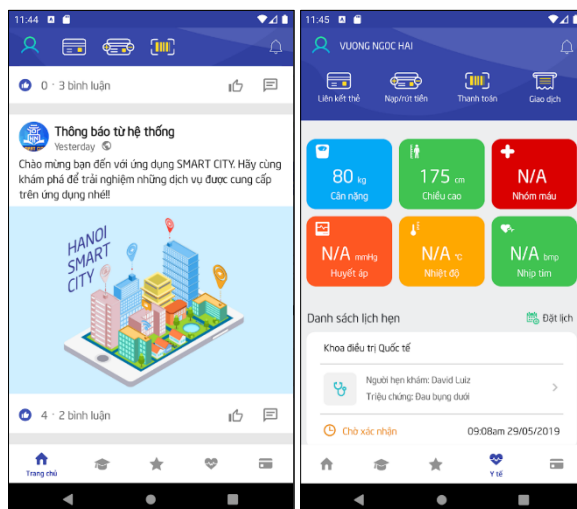 11:44
0 · 3 bình luận
Thông báo từ hệ thống
Yesterday
Chào mừng bạn đến với ứng dụng SMART CITY. Hãy cùng
khám phá để trải nghiệm những dịch vụ được cung cấp
trên ứng dụng nhé!!
HANOI
SMART
CITY
4 · 2 bình luận
Trang chủ
11:45
VUONG NGOC HAI
Liên kết thẻ
Nạp/rút tiền
Thanh toán
Giao dịch
80 kg
Cân nặng
175 cm
Chiều cao
N/A
Nhóm máu
N/A mmHg
Huyết áp
N/A °C
Nhiệt độ
N/A bmp
Nhịp tim
Danh sách lịch hẹn
Đặt lịch
Khoa điều trị Quốc tế
Người hẹn khám: David Luiz
Triệu chứng: Đau bụng dưới
Chờ xác nhận
09:08am 29/05/2019
Y tế